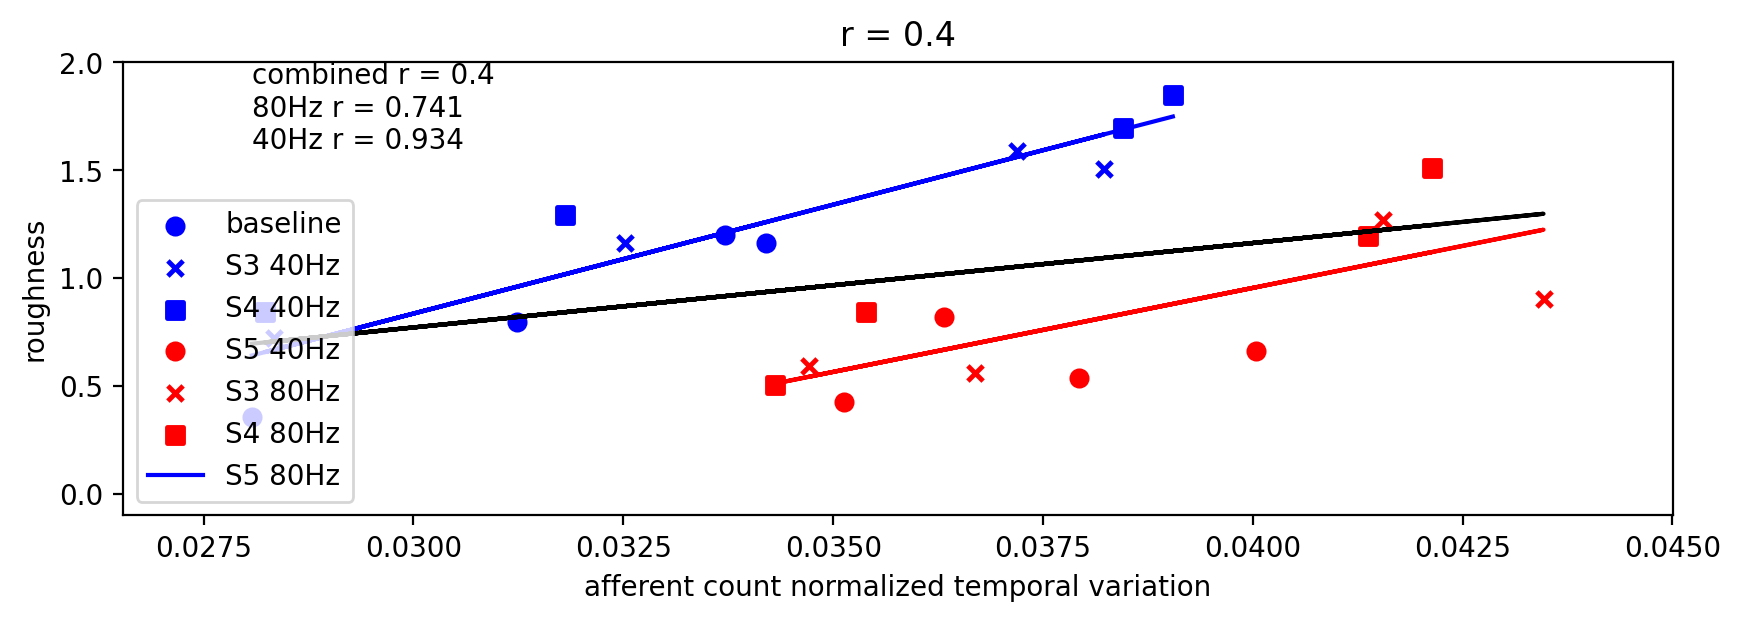 r = 0.4
combined r = 0.4
80Hz r = 0.741
40Hz r = 0.934
2.0
1.5
1.0
0.5
0.0
roughness
baseline
S3 40Hz
S4 40Hz
S5 40Hz
S3 80Hz
S4 80Hz
S5 80Hz
0.0275 0.0300 0.0325 0.0350 0.0375 0.0400 0.0425 0.0450
afferent count normalized temporal variation